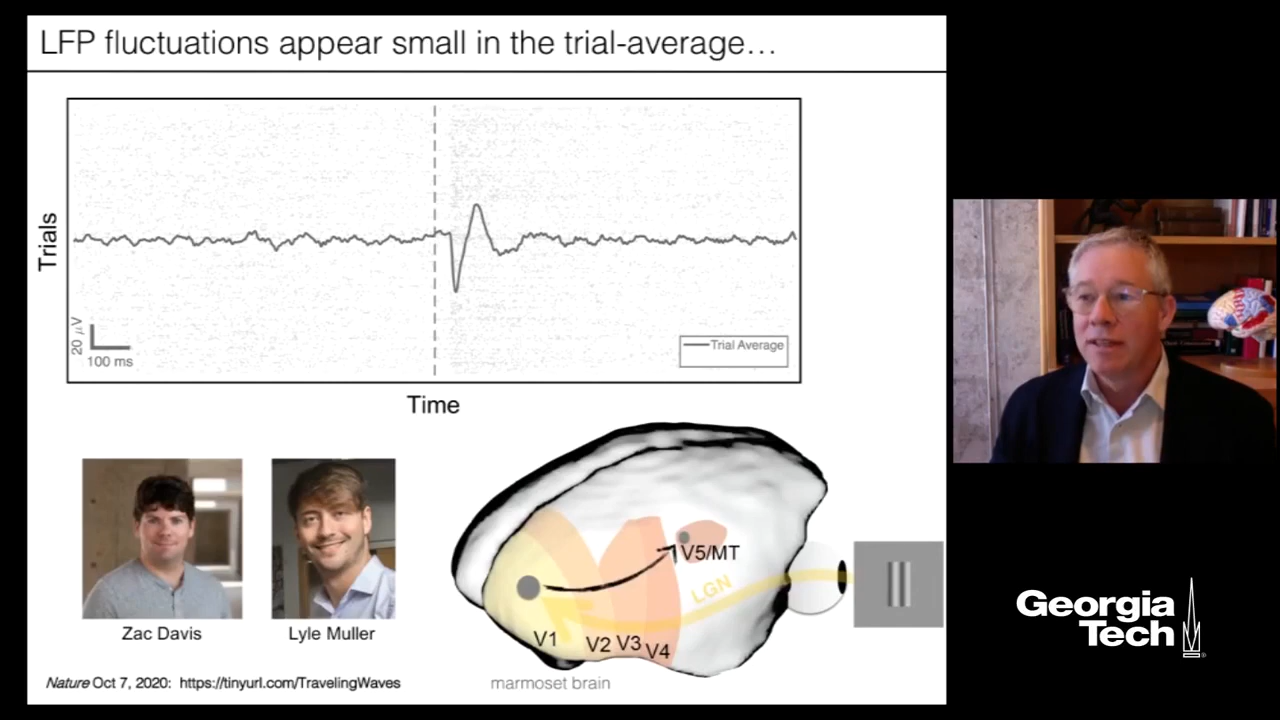 LFP fluctuations appear small in the trial-average…
Trials
20 µV
100 ms
Trial Average
Time
Zac Davis
Lyle Muller
V5/MT
LGN
V1
V2 V3 V4
marmoset brain
Nature Oct 7, 2020: https://tinyurl.com/TravelingWaves
Georgia
Tech